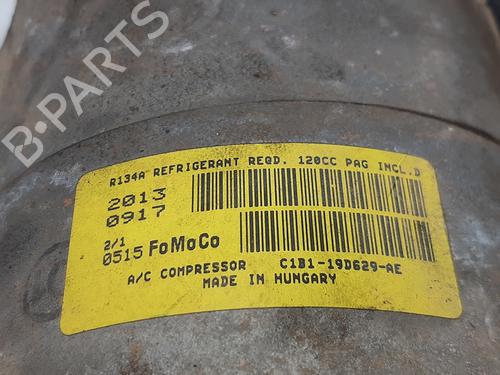 B-PARTS
R134A REFRIGERANT REQD. 120CC PAG INCL.D
2013
0917
2/1
0515 FoMoCo
A/C COMPRESSOR C1B1-19D629-AE
MADE IN HUNGARY